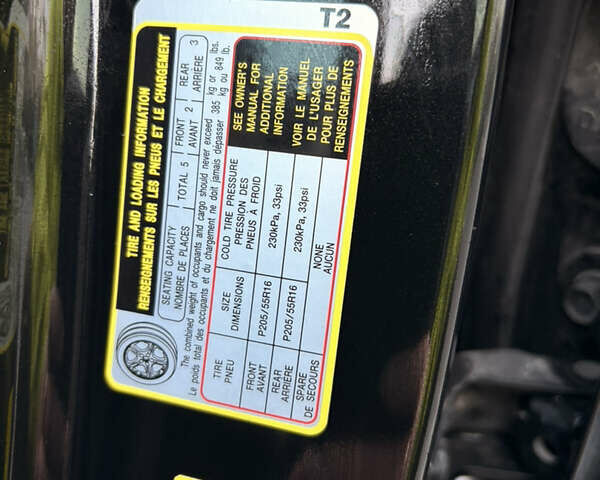 T2
TIRE AND LOADING INFORMATION
RENSEIGNEMENTS SUR LES PNEUS ET LE CHARGEMENT
SEATING CAPACITY
NOMBRE DE PLACES
TOTAL 5
FRONT
AVANT 2
REAR
ARRIÈRE 3
The combined weight of occupants and cargo should never exceed 385 kg or 849 lbs.
Le poids total des occupants et du chargement ne doit jamais dépasser 385 kg ou 849 lb.
TIRE
PNEU
SIZE
DIMENSIONS
COLD TIRE PRESSURE
PRESSION DES
PNEUS À FROID
SEE OWNER'S
MANUAL FOR
ADDITIONAL
INFORMATION
VOIR LE MANUEL
DE L'USAGER
POUR PLUS DE
RENSEIGNEMENTS
FRONT
AVANT
P205/55R16
230kPa, 33psi
REAR
ARRIÈRE
P205/55R16
230kPa, 33psi
SPARE
DE SECOURS
NONE
AUCUN